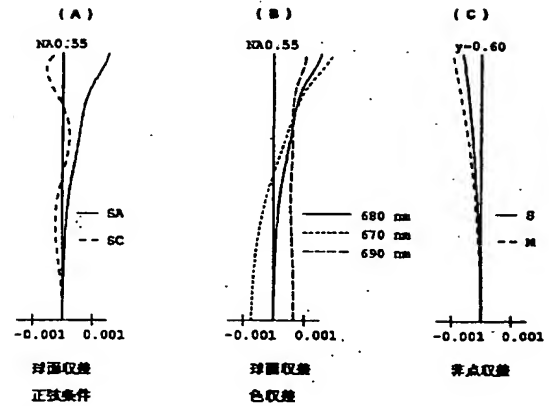 (A)
NA0.55
SA
SC
-0.001 0.001
球面収差
正弦条件
(B)
NA0.55
680 nm
670 nm
690 nm
-0.001 0.001
球面収差
色収差
(C)
y=0.60
S
M
-0.001 0.001
非点収差